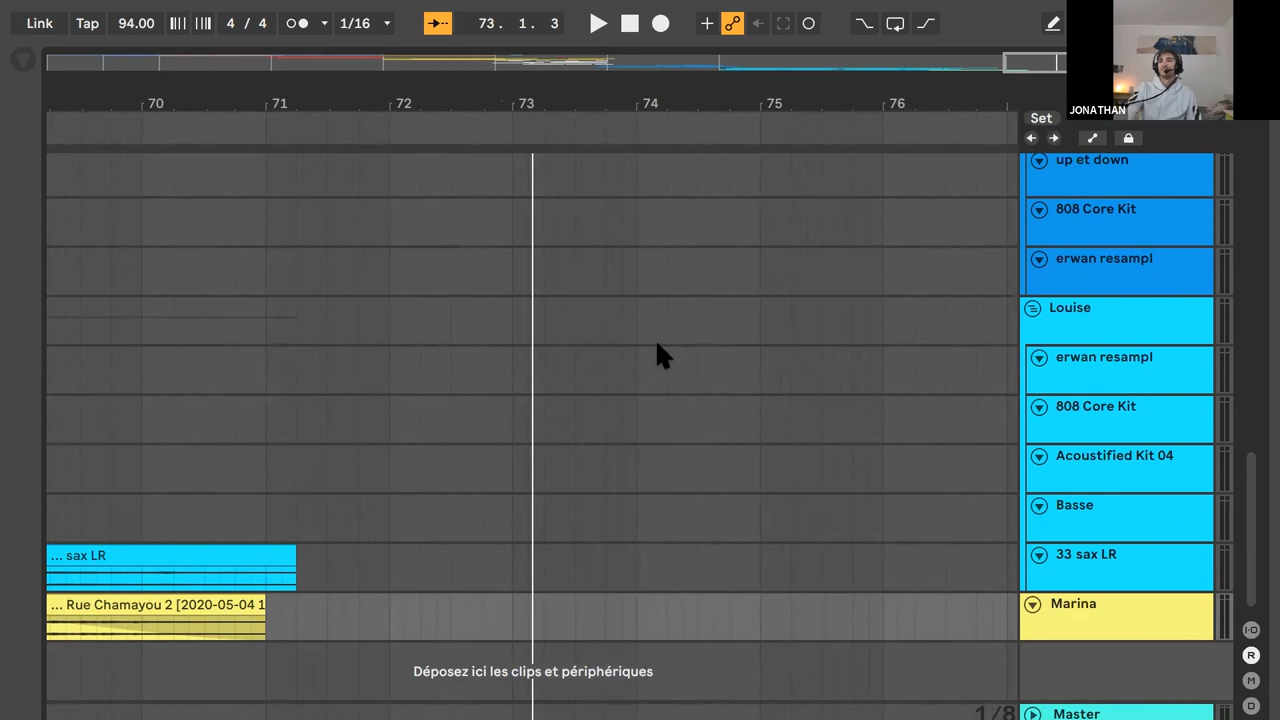 Link Tap 94.00 4 / 4 1/16 73. 1. 3
JONATHAN
70 71 72 73 74 75 76
Set
up et down
808 Core Kit
erwan resampl
Louise
erwan resampl
808 Core Kit
Acoustified Kit 04
Basse
... sax LR
33 sax LR
... Rue Chamayou 2 [2020-05-04 1
Marina
I·O
R
Déposez ici les clips et périphériques
M
D
1/8
Master